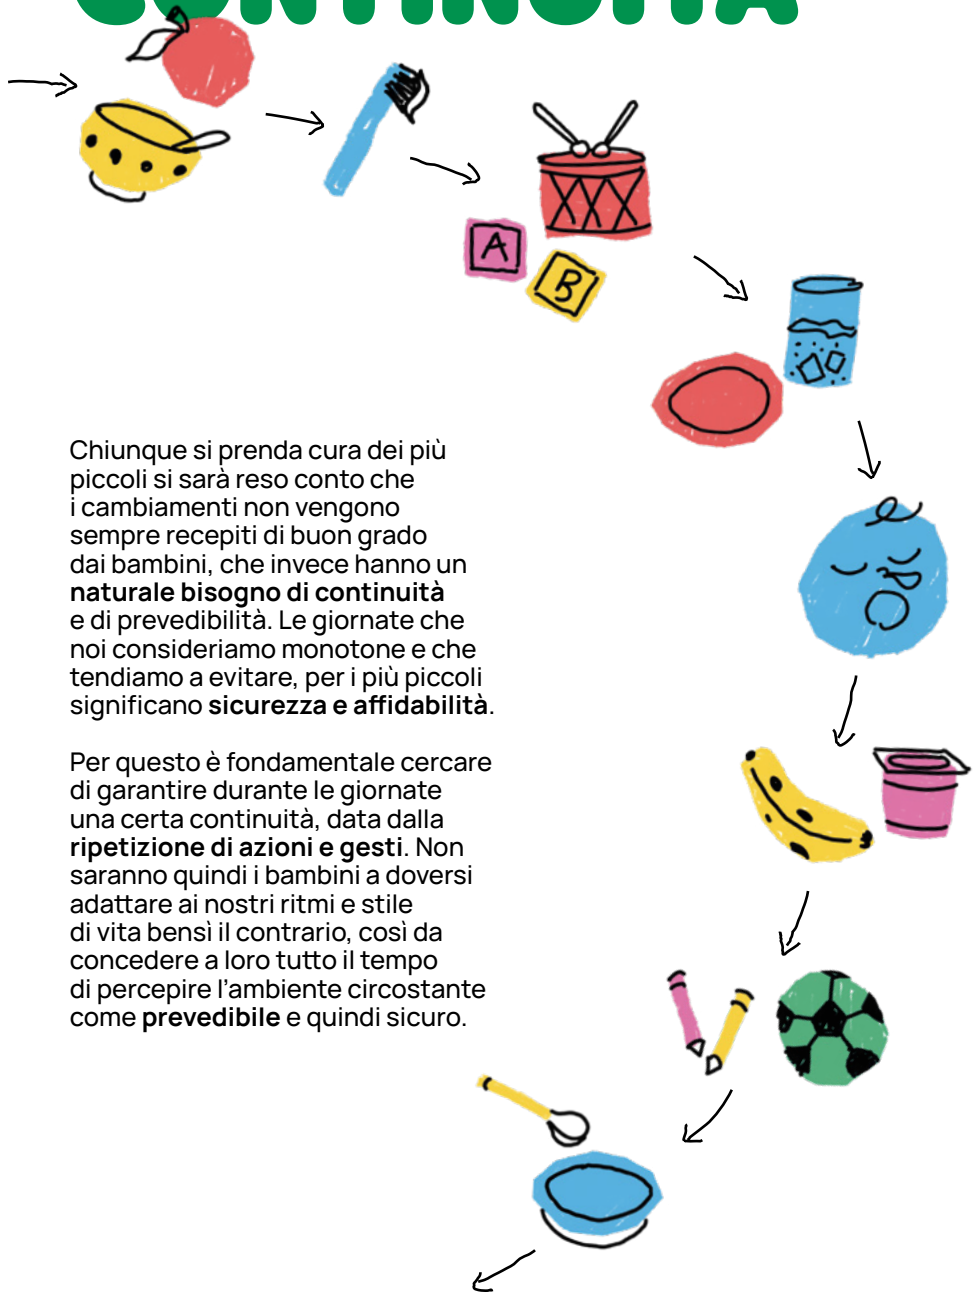 CONTINUITÀ
A
B
Chiunque si prenda cura dei più
piccoli si sarà reso conto che
i cambiamenti non vengono
sempre recepiti di buon grado
dai bambini, che invece hanno un
naturale bisogno di continuità
e di prevedibilità. Le giornate che
noi consideriamo monotone e che
tendiamo a evitare, per i più piccoli
significano sicurezza e affidabilità.
Per questo è fondamentale cercare
di garantire durante le giornate
una certa continuità, data dalla
ripetizione di azioni e gesti. Non
saranno quindi i bambini a doversi
adattare ai nostri ritmi e stile
di vita bensì il contrario, così da
concedere a loro tutto il tempo
di percepire l’ambiente circostante
come prevedibile e quindi sicuro.